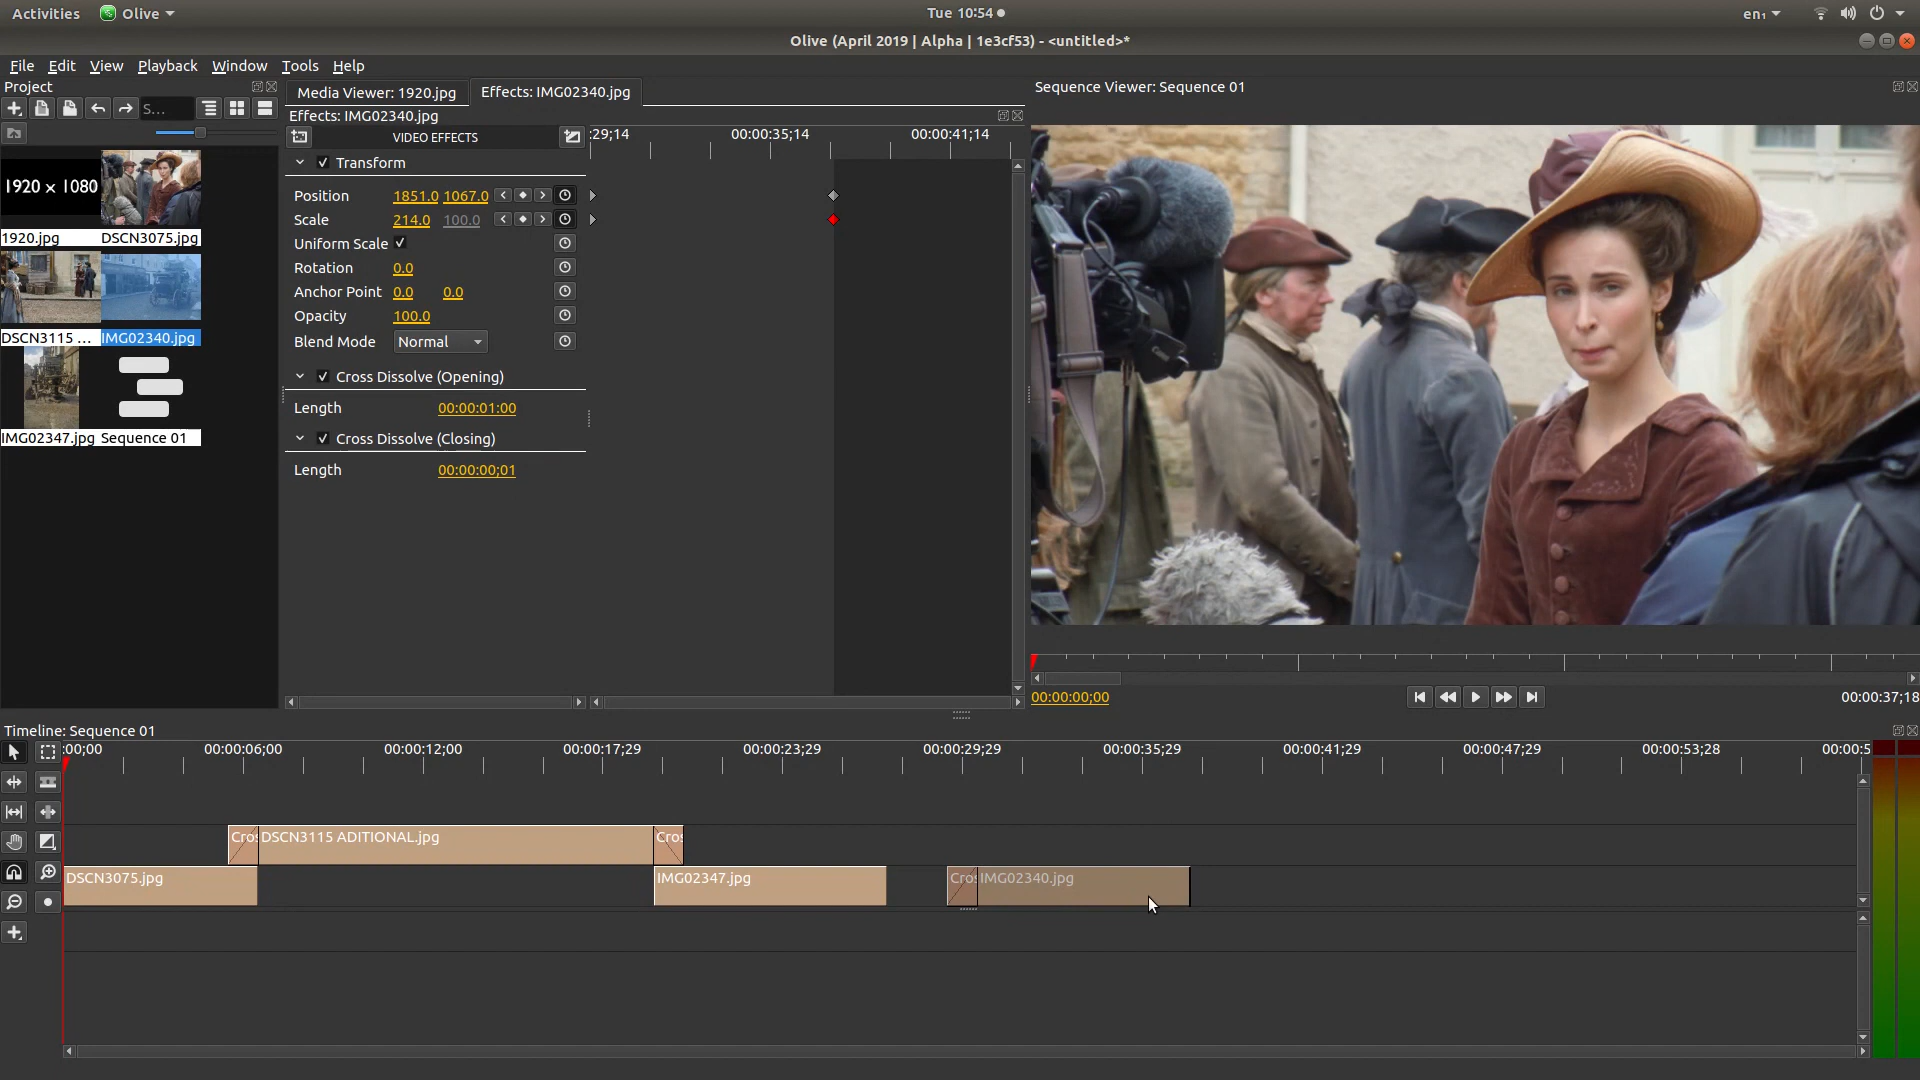 Activities Olive Tue 10:54 en₁
Olive (April 2019 | Alpha | 1e3cf53) - <untitled>*
File Edit View Playback Window Tools Help
Project
S...
1920 × 1080
1920.jpg DSCN3075.jpg
DSCN3115 ... IMG02340.jpg
IMG02347.jpg Sequence 01
Media Viewer: 1920.jpg Effects: IMG02340.jpg
Effects: IMG02340.jpg
VIDEO EFFECTS :29;14 00:00:35;14 00:00:41;14
Transform
Position 1851.0 1067.0
Scale 214.0 100.0
Uniform Scale
Rotation 0.0
Anchor Point 0.0 0.0
Opacity 100.0
Blend Mode Normal
Cross Dissolve (Opening)
Length 00:00:01:00
Cross Dissolve (Closing)
Length 00:00:00;01
Sequence Viewer: Sequence 01
Canon
00:00:00;00 00:00:37;18
Timeline: Sequence 01
:00;00 00:00:06;00 00:00:12;00 00:00:17;29 00:00:23;29 00:00:29;29 00:00:35;29 00:00:41;29 00:00:47;29 00:00:53;28 00:00:5
Cros DSCN3115 ADITIONAL.jpg Cros
DSCN3075.jpg IMG02347.jpg Cros IMG02340.jpg